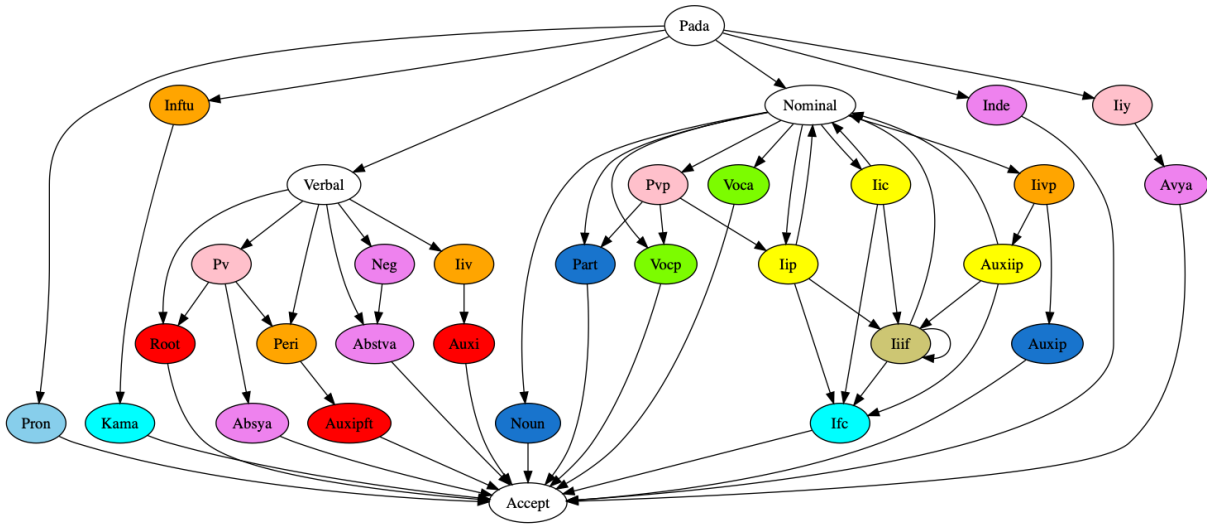 Pada
Inftu
Nominal
Inde
Iiy
Verbal
Pvp
Voca
Iic
Iivp
Avya
Pv
Neg
Iiv
Part
Vocp
Iip
Auxiip
Root
Peri
Abstva
Auxi
Iiif
Auxip
Pron
Kama
Absya
Auxipft
Noun
Ifc
Accept